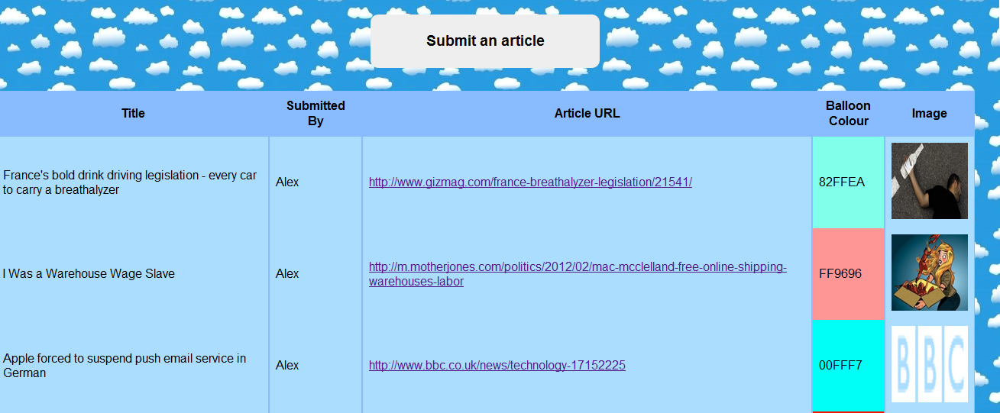 Submit an article
Title
Submitted
By
Article URL
Balloon
Colour
Image
France's bold drink driving legislation - every car
to carry a breathalyzer
Alex
http://www.gizmag.com/france-breathalyzer-legislation/21541/
82FFEA
I Was a Warehouse Wage Slave
Alex
http://m.motherjones.com/politics/2012/02/mac-mcclelland-free-online-shipping-
warehouses-labor
FF9696
Apple forced to suspend push email service in
German
Alex
http://www.bbc.co.uk/news/technology-17152225
00FFF7
BBC